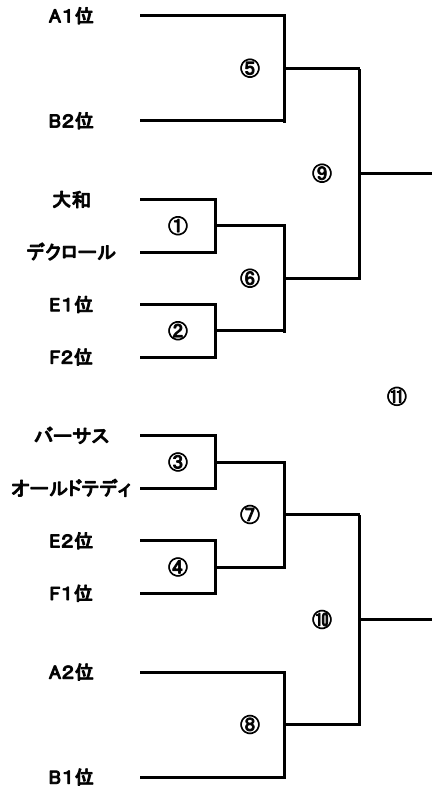 A1位
⑤
B2位
⑨
大和
①
デクロール
⑥
E1位
②
F2位
⑪
バーサス
③
オールドテディ
⑦
E2位
④
F1位
⑩
A2位
⑧
B1位